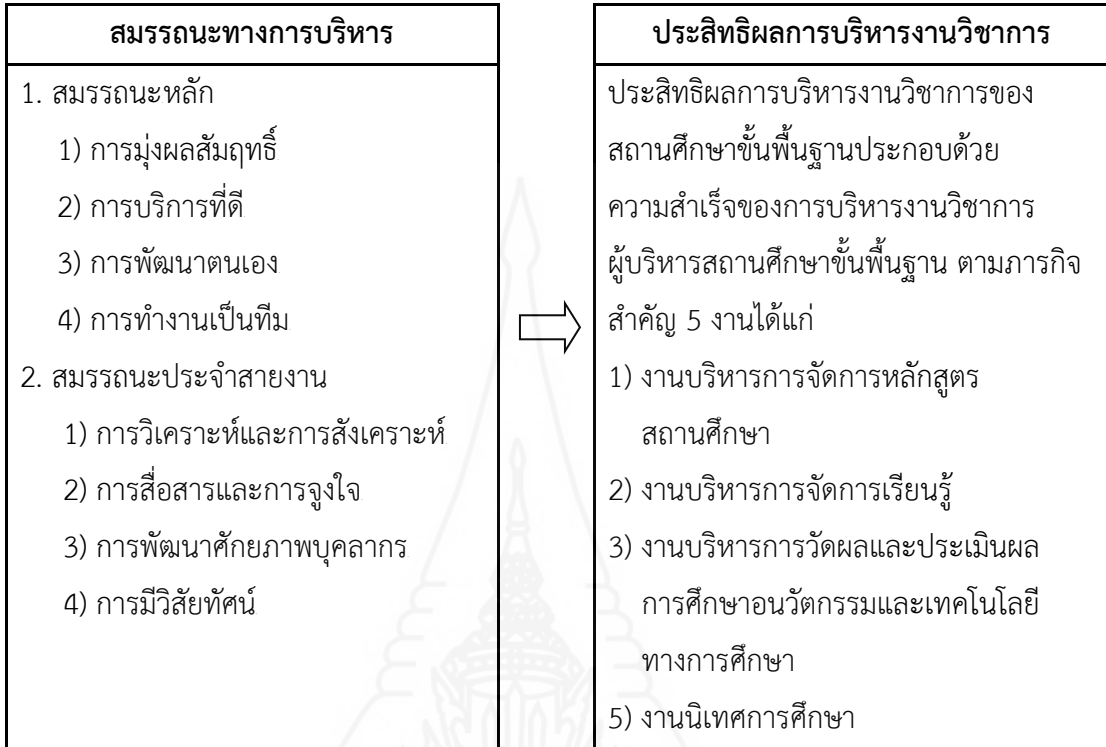 สมรรถนะทางการบริหาร
1. สมรรถนะหลัก
1) การมุ่งผลสัมฤทธิ์
2) การบริการที่ดี
3) การพัฒนาตนเอง
4) การทำงานเป็นทีม
2. สมรรถนะประจำสายงาน
1) การวิเคราะห์และการสังเคราะห์
2) การสื่อสารและการจูงใจ
3) การพัฒนาศักยภาพบุคลากร
4) การมีวิสัยทัศน์
ประสิทธิผลการบริหารงานวิชาการ
ประสิทธิผลการบริหารงานวิชาการของ
สถานศึกษาขั้นพื้นฐานประกอบด้วย
ความสำเร็จของการบริหารงานวิชาการ
ผู้บริหารสถานศึกษาขั้นพื้นฐาน ตามภารกิจ
สำคัญ 5 งานได้แก่
1) งานบริหารการจัดการหลักสูตร
สถานศึกษา
2) งานบริหารการจัดการเรียนรู้
3) งานบริหารการวัดผลและประเมินผล
การศึกษาอนวัตกรรมและเทคโนโลยี
ทางการศึกษา
5) งานนิเทศการศึกษา